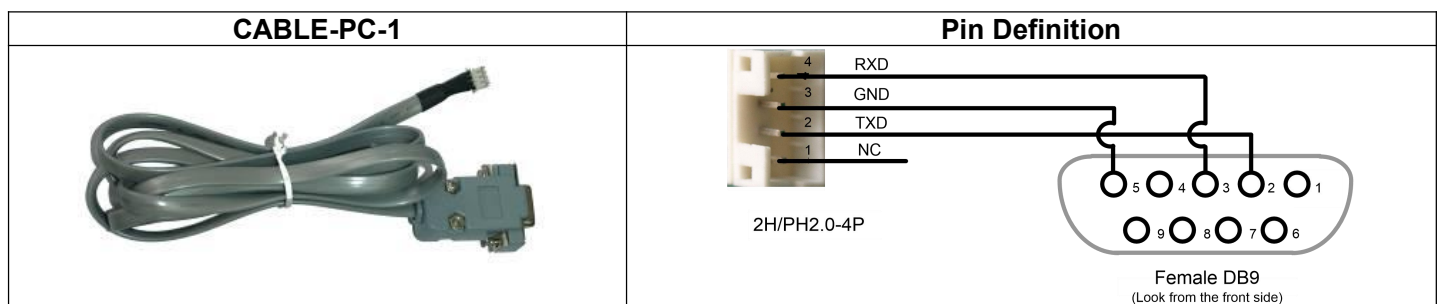 CABLE-PC-1
Pin Definition
4 RXD
3 GND
2 TXD
1 NC
2H/PH2.0-4P
5 4 3 2 1
9 8 7 6
Female DB9
(Look from the front side)